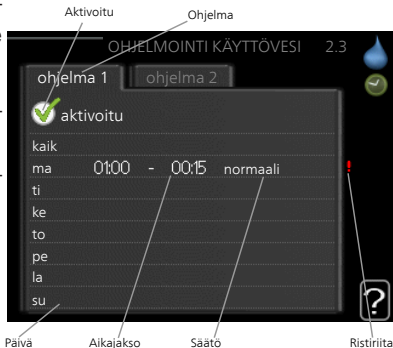 Aktivoitu
Ohjelma
OHJELMOINTI KÄYTTÖVESI 2.3
ohjelma 1 ohjelma 2
aktivoitu
kaik
ma 01:00 - 00:15 normaali !
ti
ke
to
pe
la
su
?
Päivä Aikajakso Säätö Ristiriita